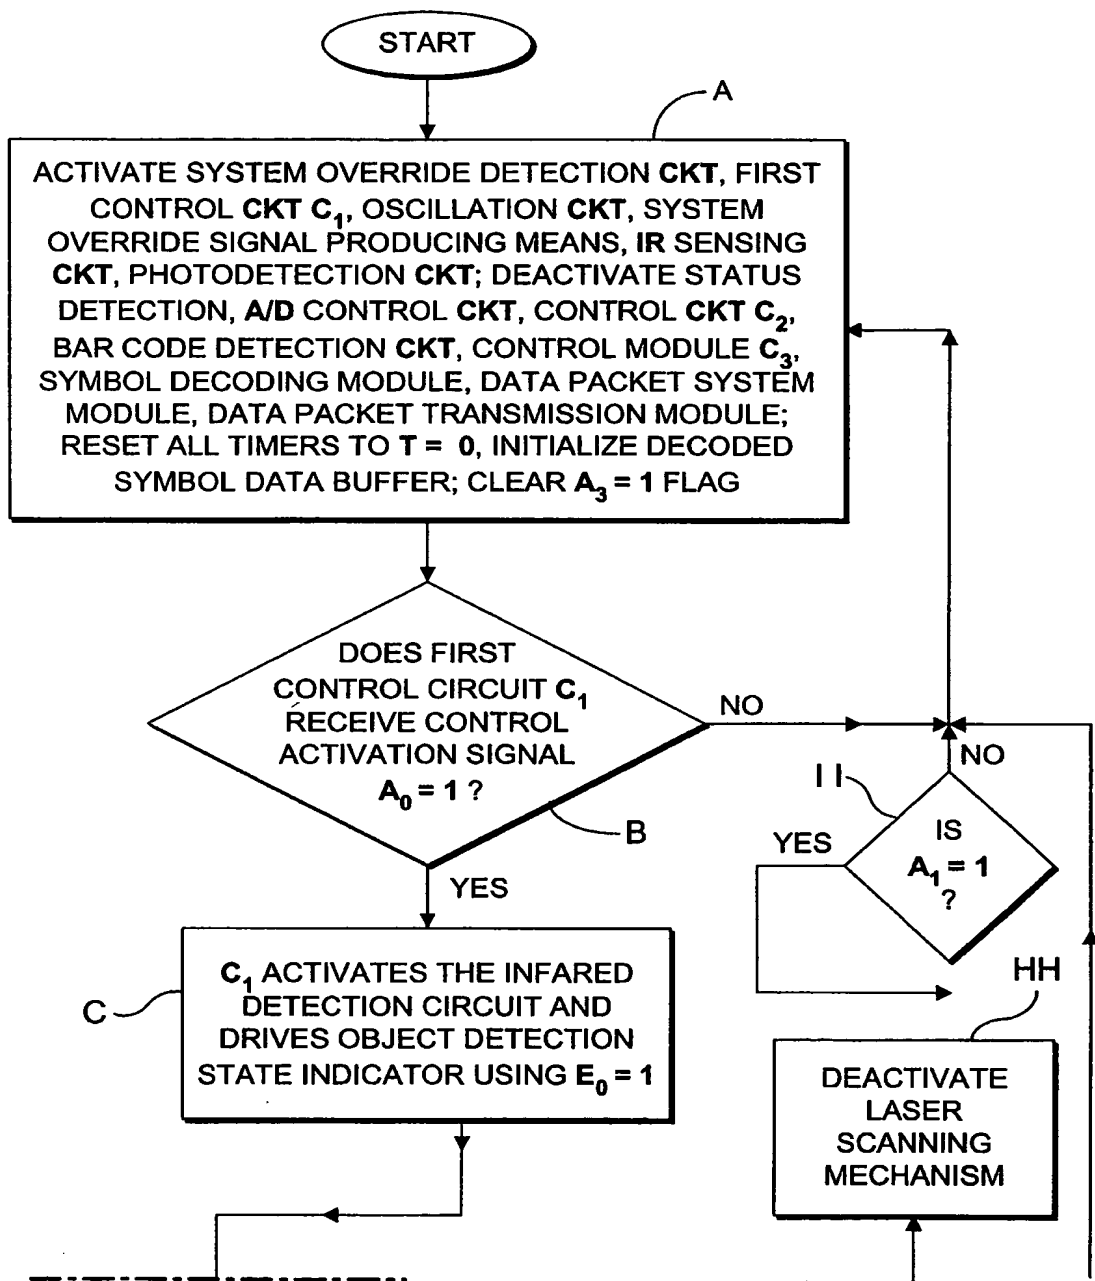 START
A
ACTIVATE SYSTEM OVERRIDE DETECTION CKT, FIRST
CONTROL CKT C₁, OSCILLATION CKT, SYSTEM
OVERRIDE SIGNAL PRODUCING MEANS, IR SENSING
CKT, PHOTODETECTION CKT; DEACTIVATE STATUS
DETECTION, A/D CONTROL CKT, CONTROL CKT C₂,
BAR CODE DETECTION CKT, CONTROL MODULE C₃,
SYMBOL DECODING MODULE, DATA PACKET SYSTEM
MODULE, DATA PACKET TRANSMISSION MODULE;
RESET ALL TIMERS TO T = 0, INITIALIZE DECODED
SYMBOL DATA BUFFER; CLEAR A₃ = 1 FLAG
DOES FIRST
CONTROL CIRCUIT C₁
RECEIVE CONTROL
ACTIVATION SIGNAL
A₀ = 1 ?
NO
B
YES
NO
II
YES
IS
A₁ = 1
?
C₁ ACTIVATES THE INFARED
DETECTION CIRCUIT AND
DRIVES OBJECT DETECTION
STATE INDICATOR USING E₀ = 1
C
HH
DEACTIVATE
LASER
SCANNING
MECHANISM